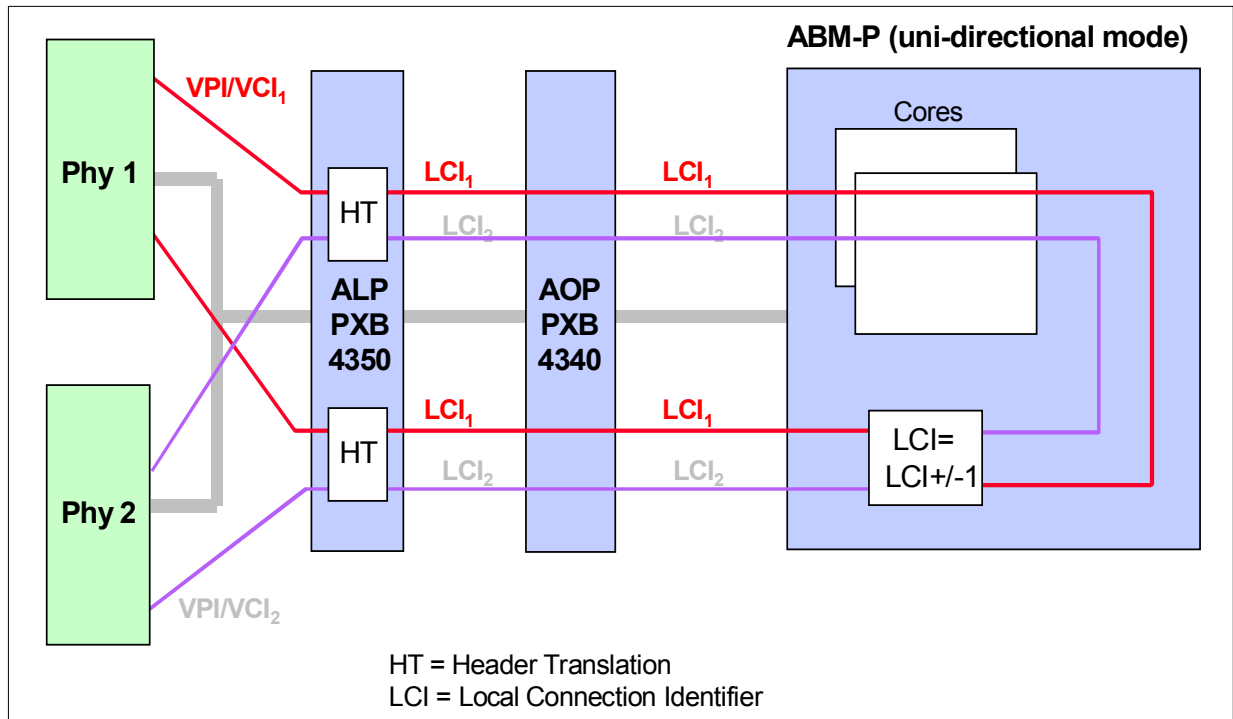 ABM-P (uni-directional mode)
VPI/VCI₁
Cores
Phy 1
LCI₁
LCI₁
HT
LCI₂
LCI₂
ALP
PXB
4350
AOP
PXB
4340
LCI₁
LCI₁
LCI=
LCI+/-1
HT
LCI₂
LCI₂
Phy 2
VPI/VCI₂
HT = Header Translation
LCI = Local Connection Identifier